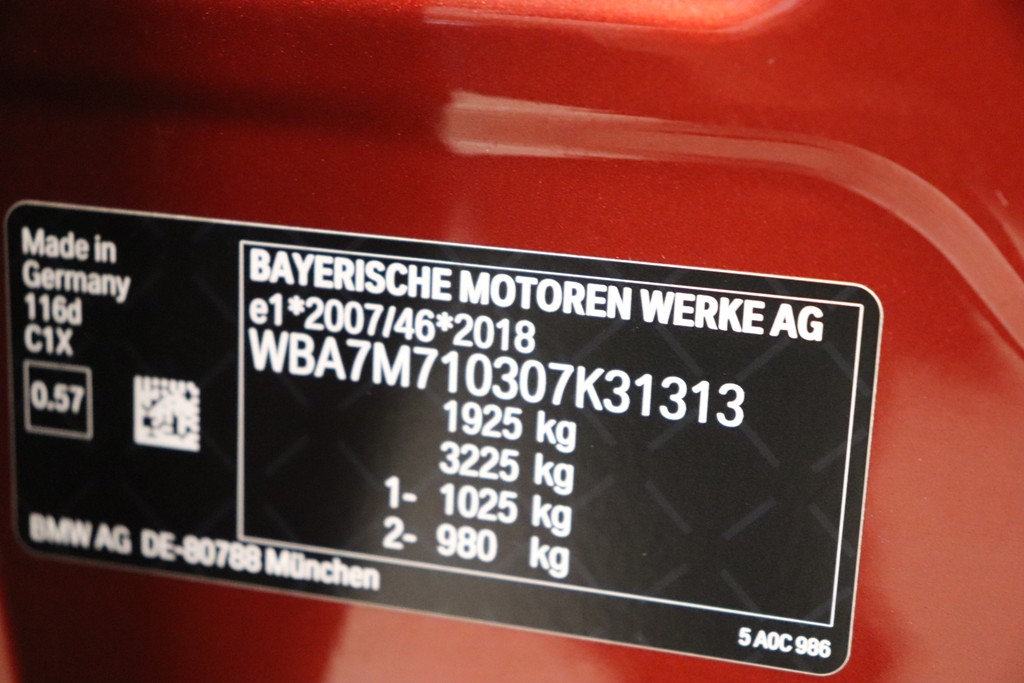 Made in
Germany
116d
C1X
0.57
BMW AG DE-80788 München
BAYERISCHE MOTOREN WERKE AG
e1*2007/46*2018
WBA7M710307K31313
1925 kg
3225 kg
1- 1025 kg
2- 980 kg
5 A0C 986